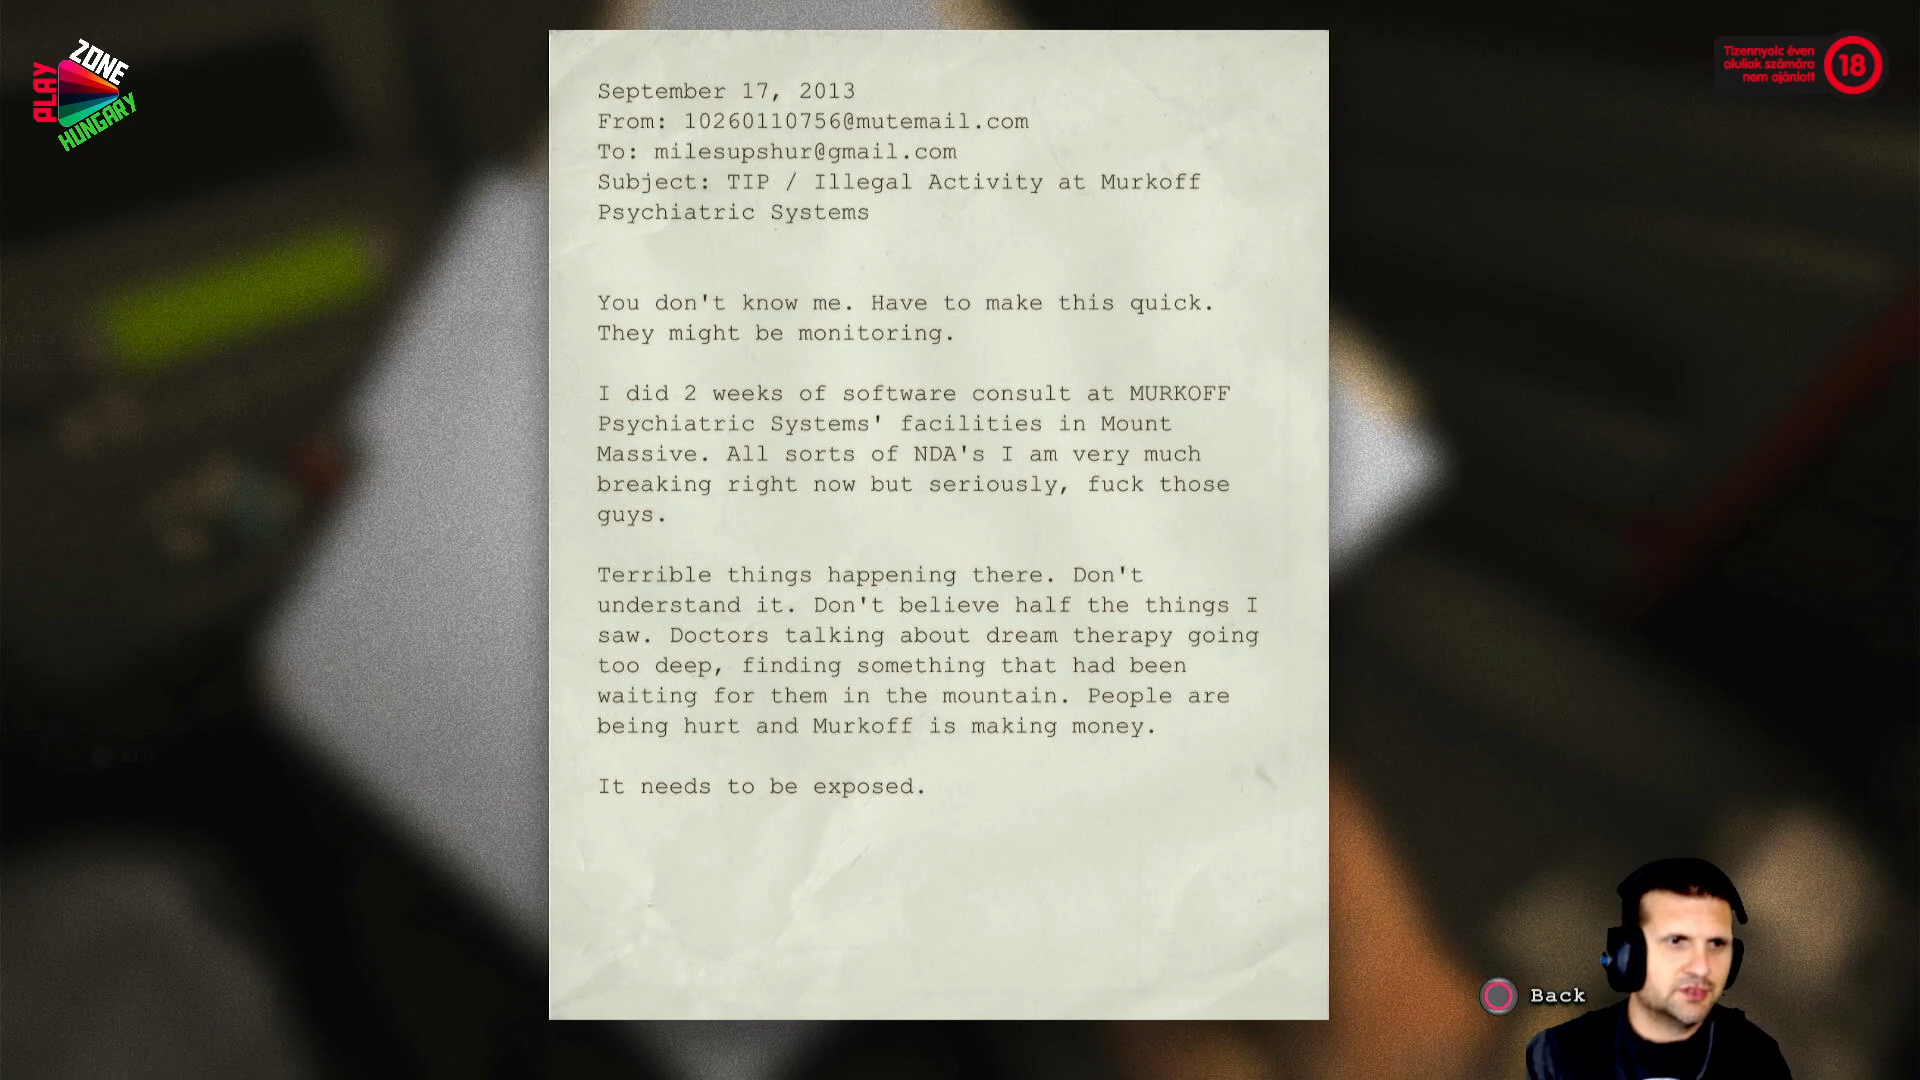 PLAY
ZONE
HUNGARY
Tizennyolc éven
aluliak számára
nem ajánlott
18
September 17, 2013
From: 10260110756@mutemail.com
To: milesupshur@gmail.com
Subject: TIP / Illegal Activity at Murkoff
Psychiatric Systems
You don't know me. Have to make this quick.
They might be monitoring.
I did 2 weeks of software consult at MURKOFF
Psychiatric Systems' facilities in Mount
Massive. All sorts of NDA's I am very much
breaking right now but seriously, fuck those
guys.
Terrible things happening there. Don't
understand it. Don't believe half the things I
saw. Doctors talking about dream therapy going
too deep, finding something that had been
waiting for them in the mountain. People are
being hurt and Murkoff is making money.
It needs to be exposed.
Back